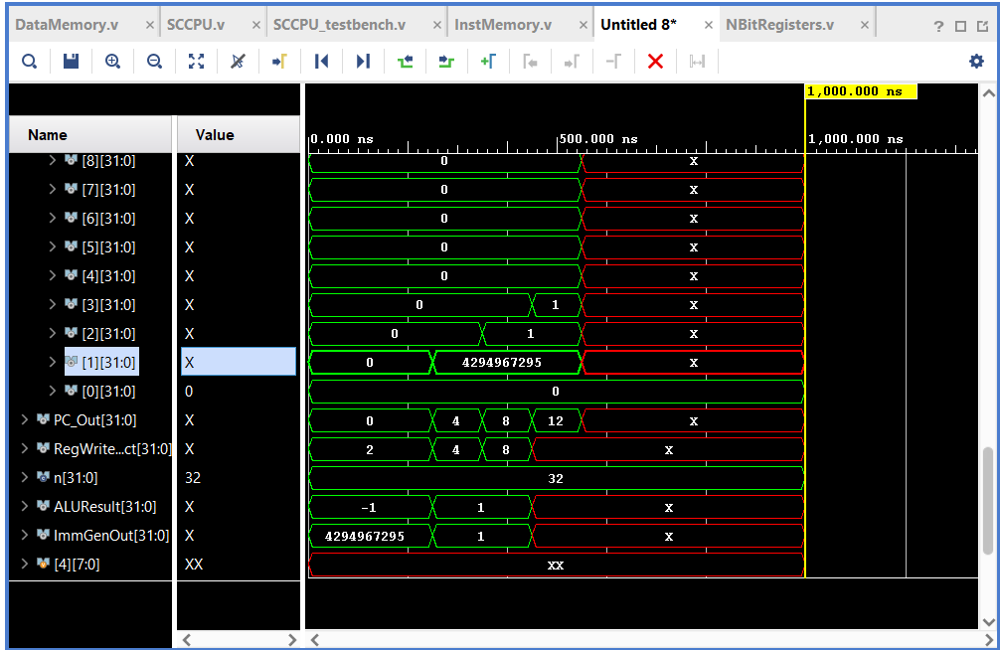 DataMemory.v × SCCPU.v × SCCPU_testbench.v × InstMemory.v × Untitled 8* × NBitRegisters.v × ?
1,000.000 ns
Name Value 0.000 ns 500.000 ns 1,000.000 ns
[8][31:0] X 0 X
[7][31:0] X 0 X
[6][31:0] X 0 X
[5][31:0] X 0 X
[4][31:0] X 0 X
[3][31:0] X 0 1 X
[2][31:0] X 0 1 X
[1][31:0] X 0 4294967295 X
[0][31:0] 0 0
PC_Out[31:0] X 0 4 8 12 X
RegWrite...ct[31:0] X 2 4 8 X
n[31:0] 32 32
ALUResult[31:0] X -1 1 X
ImmGenOut[31:0] X 4294967295 1 X
[4][7:0] XX XX